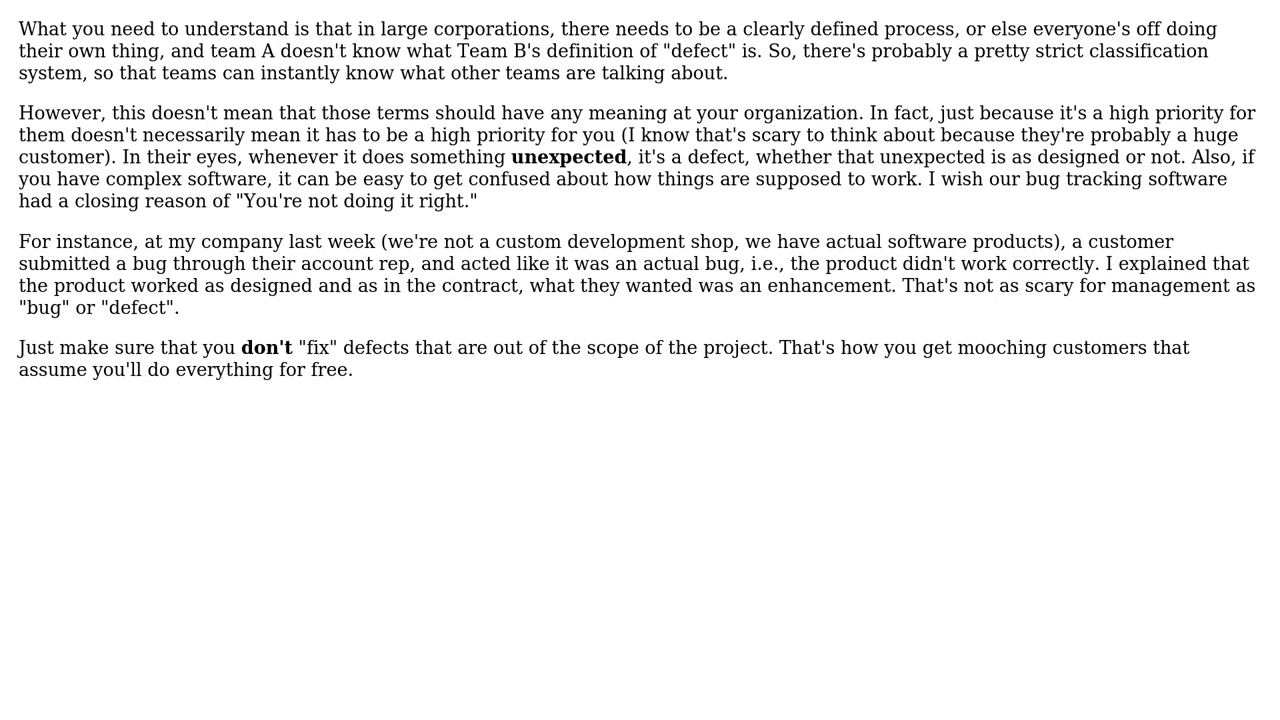 What you need to understand is that in large corporations, there needs to be a clearly defined process, or else everyone's off doing
their own thing, and team A doesn't know what Team B's definition of "defect" is. So, there's probably a pretty strict classification
system, so that teams can instantly know what other teams are talking about.
However, this doesn't mean that those terms should have any meaning at your organization. In fact, just because it's a high priority for
them doesn't necessarily mean it has to be a high priority for you (I know that's scary to think about because they're probably a huge
customer). In their eyes, whenever it does something unexpected, it's a defect, whether that unexpected is as designed or not. Also, if
you have complex software, it can be easy to get confused about how things are supposed to work. I wish our bug tracking software
had a closing reason of "You're not doing it right."
For instance, at my company last week (we're not a custom development shop, we have actual software products), a customer
submitted a bug through their account rep, and acted like it was an actual bug, i.e., the product didn't work correctly. I explained that
the product worked as designed and as in the contract, what they wanted was an enhancement. That's not as scary for management as
"bug" or "defect".
Just make sure that you don't "fix" defects that are out of the scope of the project. That's how you get mooching customers that
assume you'll do everything for free.